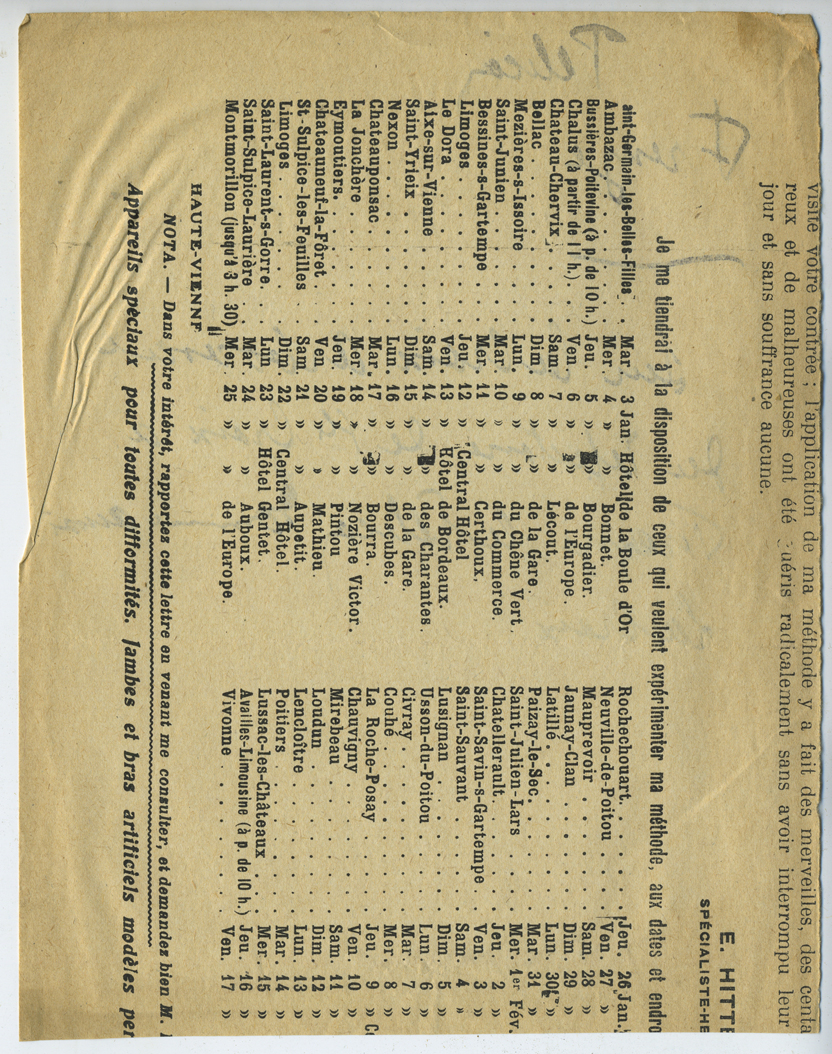 visite votre contrée ; l'application de ma méthode y a fait des merveilles, des centa
reux et de malheureuses ont été guéris radicalement sans avoir interrompu leur
jour et sans souffrance aucune.
E. HITTE
SPÉCIALISTE-HE
Je me tiendrai à la disposition de ceux qui veulent expérimenter ma méthode, aux dates et endro
aint-Germain-les-Belles-Filles . Mar. 3 Jan. Hôtel de la Boule d'Or
Ambazac. . . . . . . . . Mer 4 » » Bonnet.
Bussières-Poitevine (à p. de 10 h.) Jeu. 5 » » Bourgadier.
Chalus (à partir de 11 h.) . . Ven. 6 » » de l'Europe.
Chateau-Chervix . . . . . Sam. 7 » » Lécout.
Bellac . . . . . . . . . Dim. 8 » » de la Gare.
Mezières-s-Issoire . . . . . Lun. 9 » » du Chêne Vert.
Saint-Junien . . . . . . . Mar. 10 » » du Commerce.
Bessines-s-Gartempe . . . . Mer. 11 » » Certhoux.
Limoges . . . . . . . . Jeu. 12 » Central Hôtel
Le Dora . . . . . . . . Ven. 13 » Hôtel de Bordeaux.
Aixe-sur-Vienne . . . . . Sam. 14 » » des Charantes.
Saint-Yrieix . . . . . . Dim. 15 » » de la Gare.
Nexon . . . . . . . . . Lun. 16 » » Descubes.
Chateauponsac . . . . . . Mar. 17 » » Bourra.
La Jonchère . . . . . . Mer. 18 » » Nozière Victor.
Eymoutiers. . . . . . . . Jeu. 19 » » Pintou
Chateauneuf-la-Fôret . . . . Ven 20 » » Mathieu.
St-Sulpice-les-Feuilles . . . Sam. 21 » » Aupetit.
Limoges . . . . . . . . Dim. 22 » Central Hôtel.
Saint-Laurent-s-Gorre. . . . Lun 23 » Hôtel Gentet.
Saint-Sulpice-Laurière . . . Mar. 24 » » Auboux.
Montmorillon (jusqu'à 3 h. 30) Mer 25 » » de l'Europe.
Rochechouart. . . . . . . Jeu. 26 Jan.
Neuville-de-Poitou . . . . . Ven. 27 »
Mauprevoir . . . . . . . Sam. 28 »
Jaunay-Clan . . . . . . . Dim. 29 »
Latillé. . . . . . . . . Lun. 30 »
Paizay-le-Sec. . . . . . . Mar. 31 »
Saint-Julien-Lars . . . . . Mer. 1er Fév.
Chatellerault. . . . . . . Jeu. 2 »
Saint-Savin-s-Gartempe . . . Ven. 3 »
Saint-Sauvant . . . . . . Sam. 4 »
Lusignan . . . . . . . . Dim. 5 »
Usson-du-Poitou . . . . . . Lun. 6 »
Civray . . . . . . . . . Mar 7 »
Couhé . . . . . . . . . Mer. 8 »
La Roche-Posay . . . . . . Jeu. 9 » C
Chauvigny . . . . . . . . Ven. 10 »
Mirebeau . . . . . . . . Sam. 11 »
Loudun . . . . . . . . . Dim. 12 »
Lencloître . . . . . . . Lun. 13 »
Poitiers . . . . . . . . Mar. 14 »
Lussac-les-Châteaux . . . . Mer. 15 »
Availles-Limousine (à p. de 10 h.) Jeu. 16 »
Vivonne . . . . . . . . Ven. 17 »
HAUTE-VIENNE
NOTA. — Dans votre intérêt, rapportez cette lettre en venant me consulter, et demandez bien M.
Appareils spéciaux pour toutes difformités. Jambes et bras artificiels modèles per